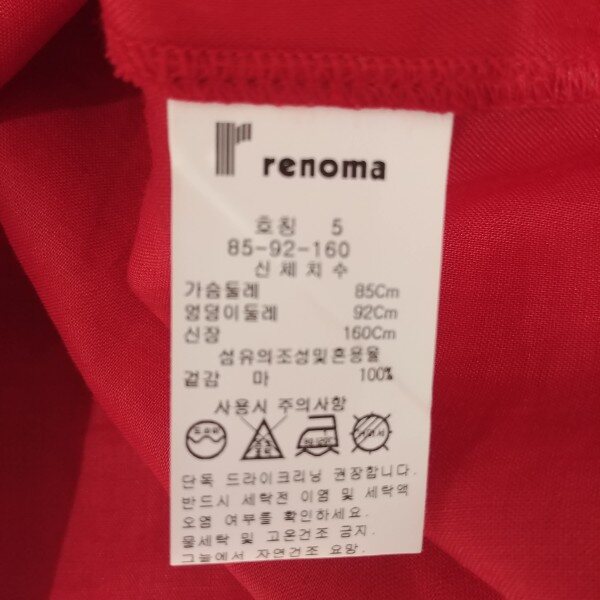 renoma
호칭 5
85-92-160
신체치수
가슴둘레 85Cm
엉덩이둘레 92Cm
신장 160Cm
섬유의조성및혼용율
겉감 마 100%
사용시 주의사항
단독 드라이크리닝 권장합니다.
반드시 세탁전 이염 및 세탁액
오염 여부를 확인하세요.
물세탁 및 고온건조 금지.
그늘에서 자연건조 요망.